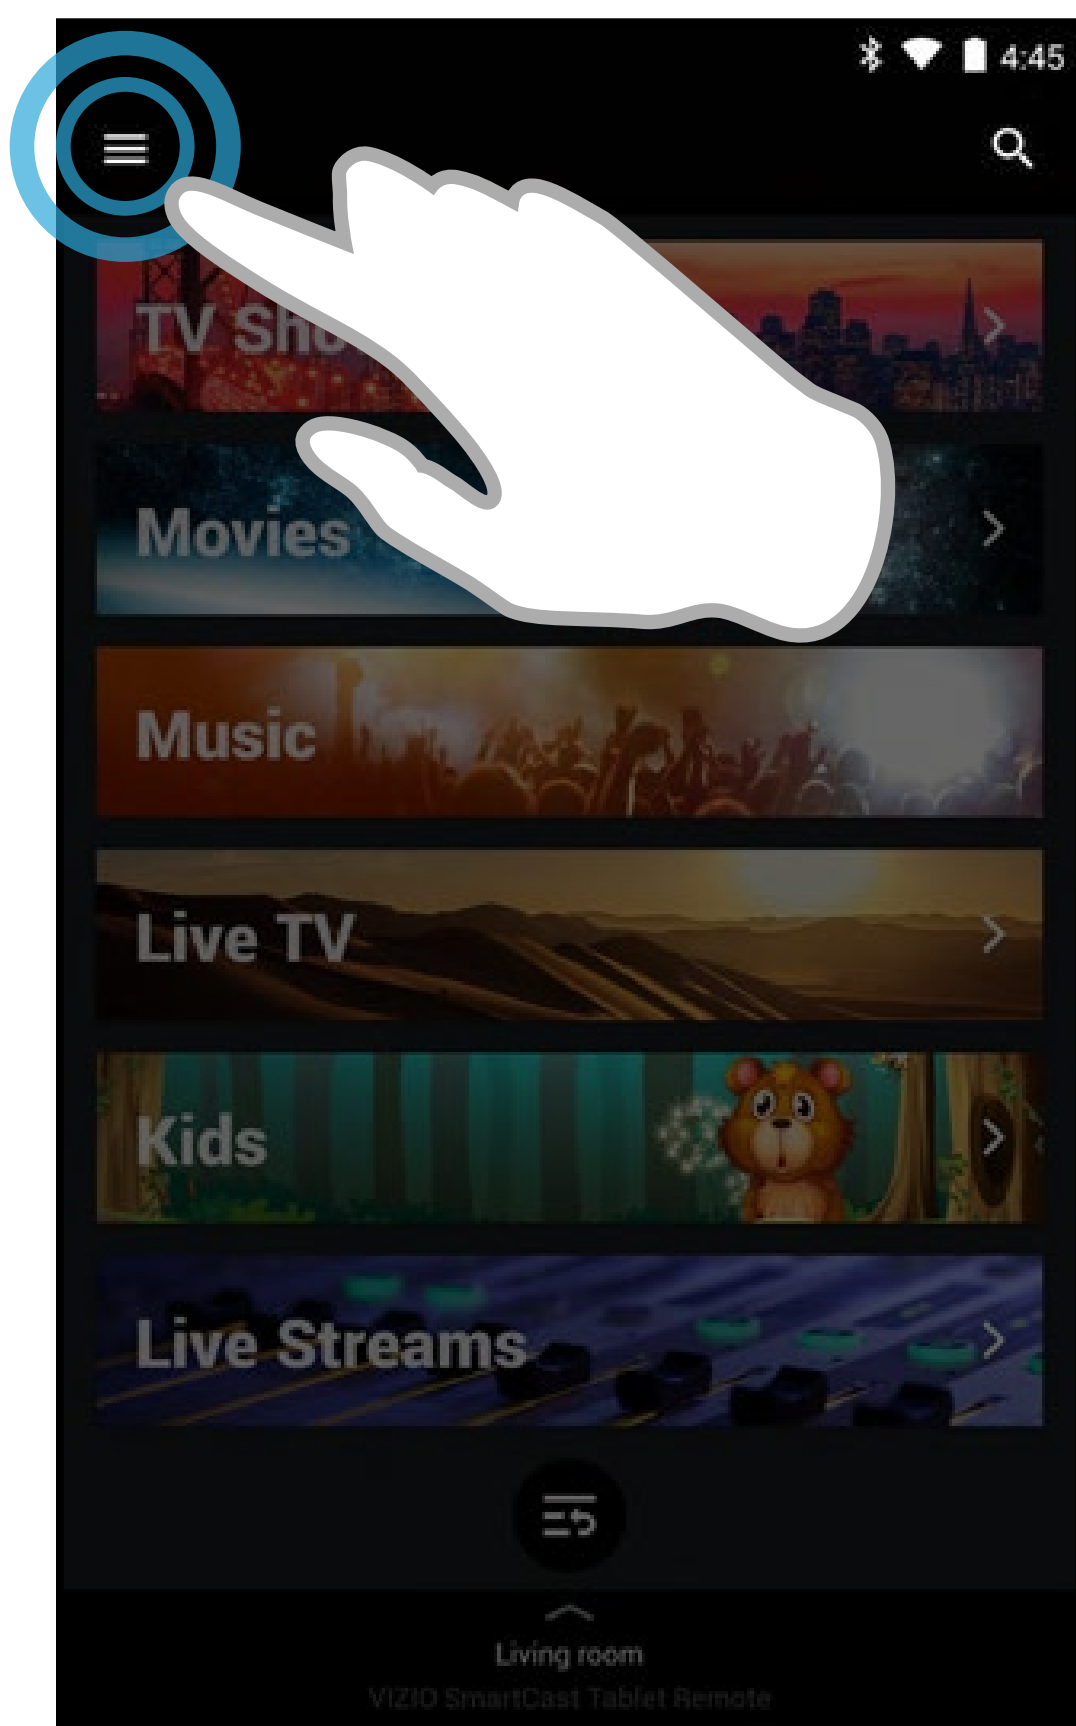 4:45
TV Sho
Movies
Music
Live TV
Kids
Live Streams
Living room
VIZIO SmartCast Tablet Remote